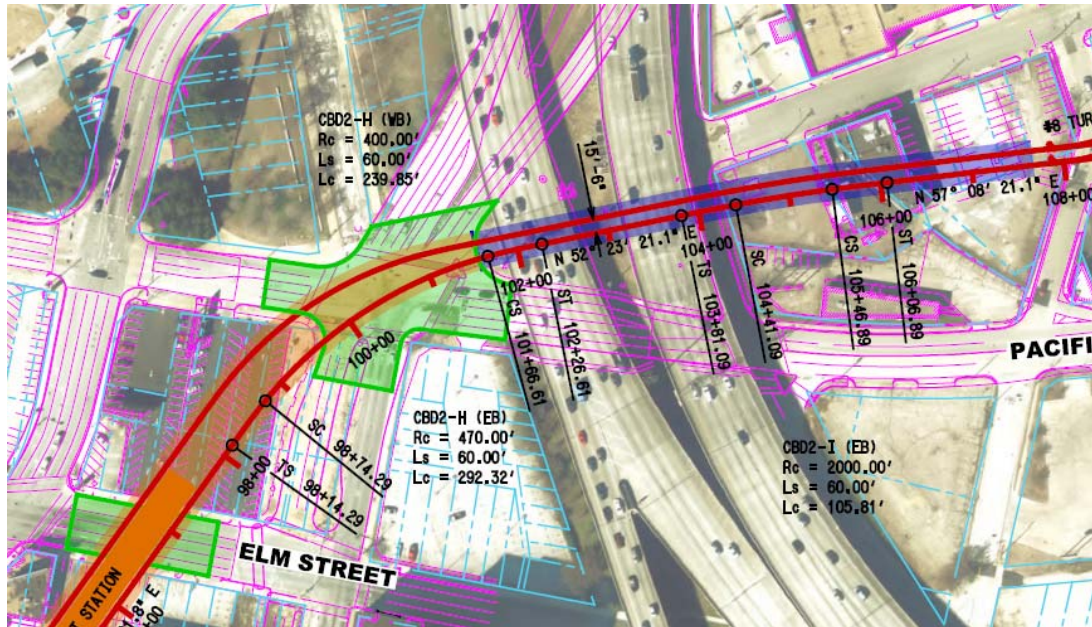 CBD2-H (WB)
Rc = 400.00'
Ls = 60.00'
Lc = 239.85'
15'-6"
#8 TUR
N 57° 08' 21.1" E
108+00
106+00
N 52° 23' 21.1" E
104+00
102+00
CS 101+66.61
ST 102+26.61
TS 103+81.09
SC 104+41.09
CS 105+46.89
ST 106+06.89
PACIFI
100+00
CBD2-H (EB)
Rc = 470.00'
Ls = 60.00'
Lc = 292.32'
CBD2-I (EB)
Rc = 2000.00'
Ls = 60.00'
Lc = 105.81'
SC 98+74.29
TS 98+14.29
98+00
ELM STREET
T STATION
1.8" E
+00